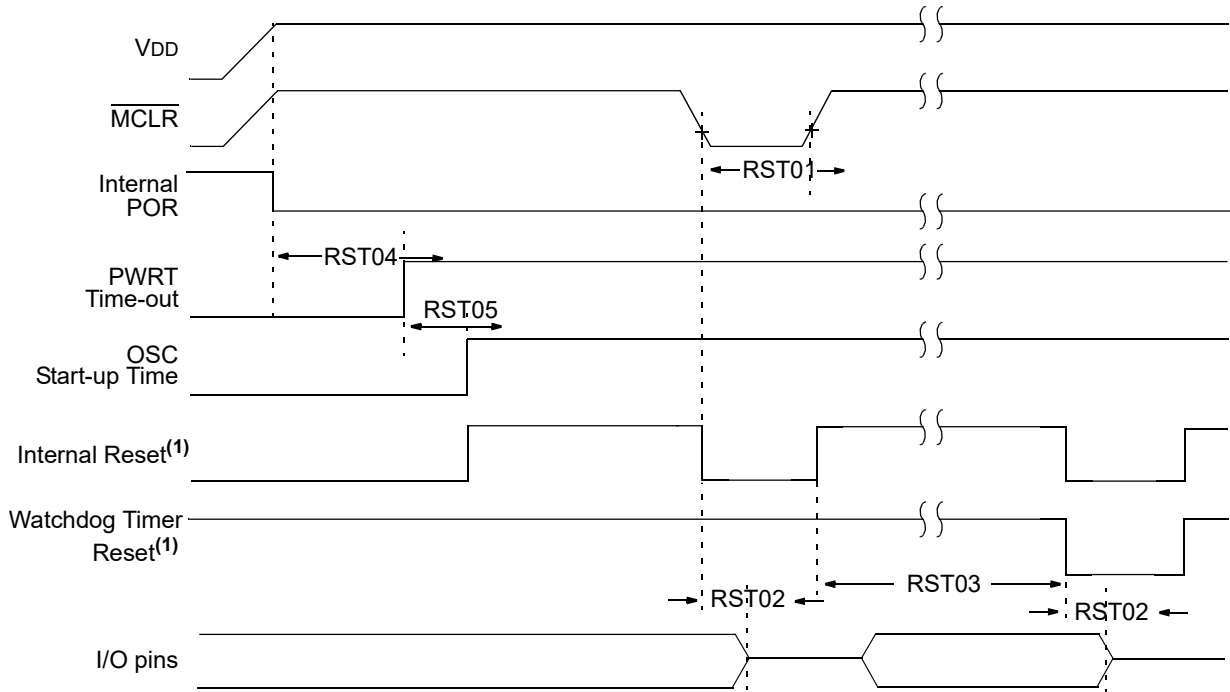 VDD
MCLR
RST01
Internal
POR
RST04
PWRT
Time-out
RST05
OSC
Start-up Time
Internal Reset(1)
Watchdog Timer
Reset(1)
RST02
RST03
RST02
I/O pins